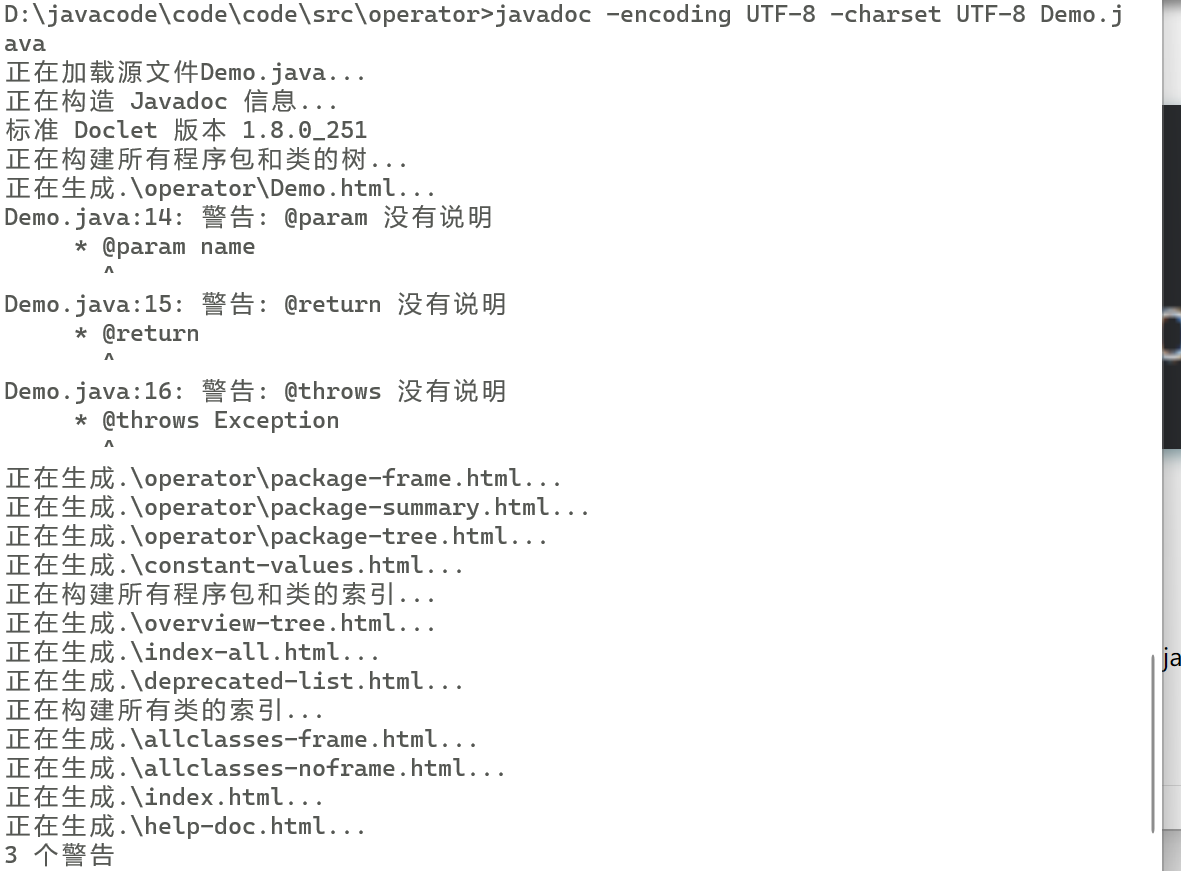 D:\javacode\code\code\src\operator>javadoc -encoding UTF-8 -charset UTF-8 Demo.j
ava
正在加载源文件Demo.java...
正在构造 Javadoc 信息...
标准 Doclet 版本 1.8.0_251
正在构建所有程序包和类的树...
正在生成.\operator\Demo.html...
Demo.java:14: 警告: @param 没有说明
     * @param name
       ^
Demo.java:15: 警告: @return 没有说明
     * @return
       ^
Demo.java:16: 警告: @throws 没有说明
     * @throws Exception
       ^
正在生成.\operator\package-frame.html...
正在生成.\operator\package-summary.html...
正在生成.\operator\package-tree.html...
正在生成.\constant-values.html...
正在构建所有程序包和类的索引...
正在生成.\overview-tree.html...
正在生成.\index-all.html...
正在生成.\deprecated-list.html...
正在构建所有类的索引...
正在生成.\allclasses-frame.html...
正在生成.\allclasses-noframe.html...
正在生成.\index.html...
正在生成.\help-doc.html...
3 个警告
ja